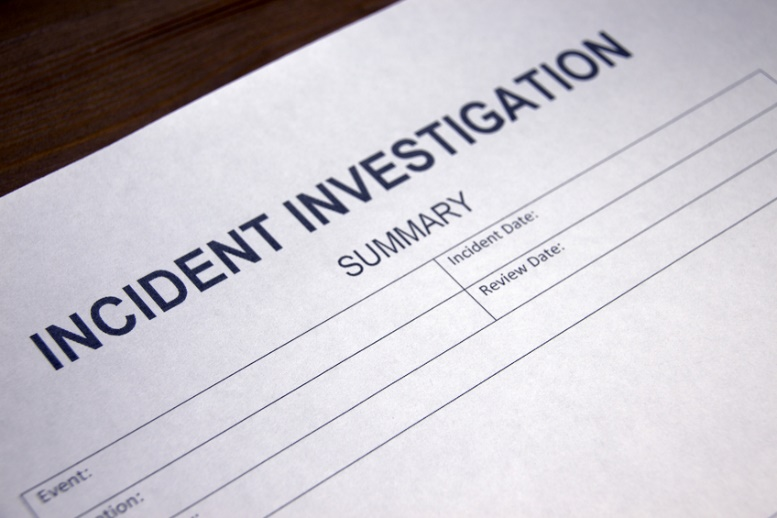 INCIDENT INVESTIGATION
SUMMARY
Event: Incident Date:
Review Date: